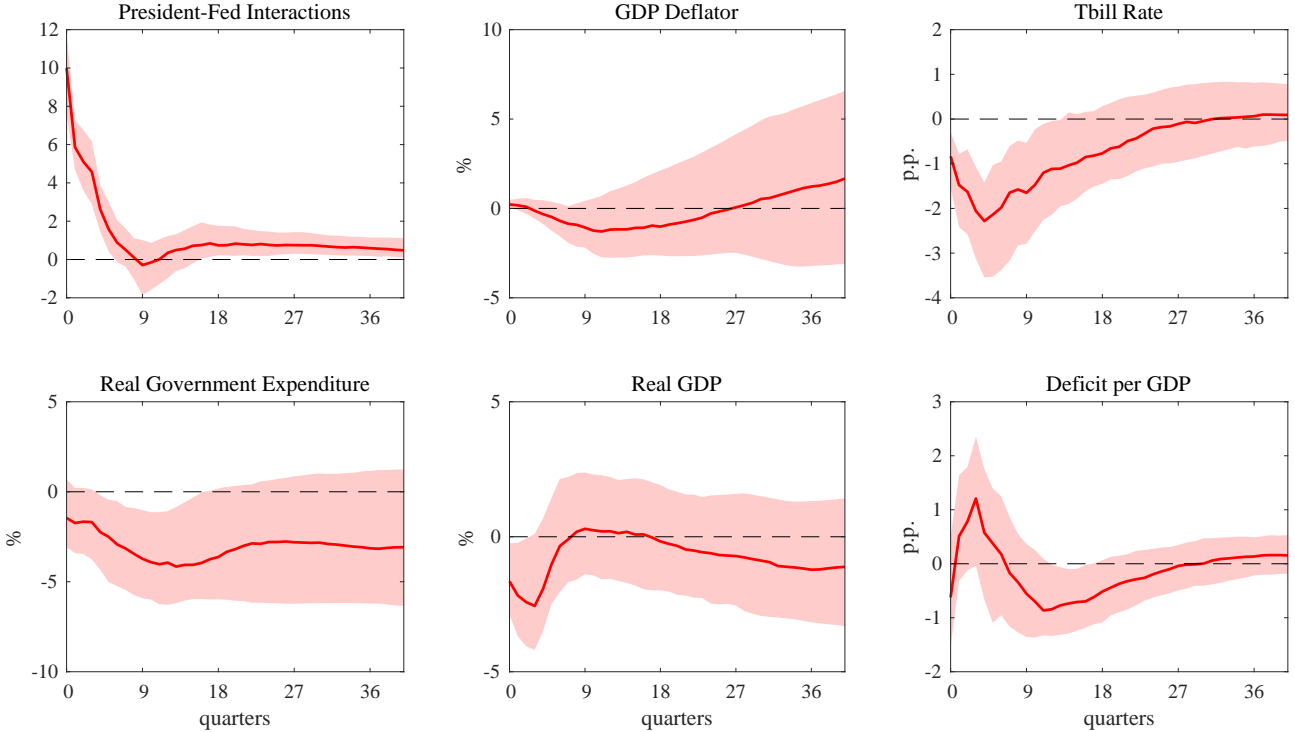 President-Fed Interactions
12
10
8
6
4
2
0
-2
0 9 18 27 36
GDP Deflator
%
10
5
0
-5
0 9 18 27 36
Tbill Rate
p.p.
2
1
0
-1
-2
-3
-4
0 9 18 27 36
Real Government Expenditure
%
5
0
-5
-10
0 9 18 27 36
quarters
Real GDP
%
5
0
-5
0 9 18 27 36
quarters
Deficit per GDP
p.p.
3
2
1
0
-1
-2
0 9 18 27 36
quarters